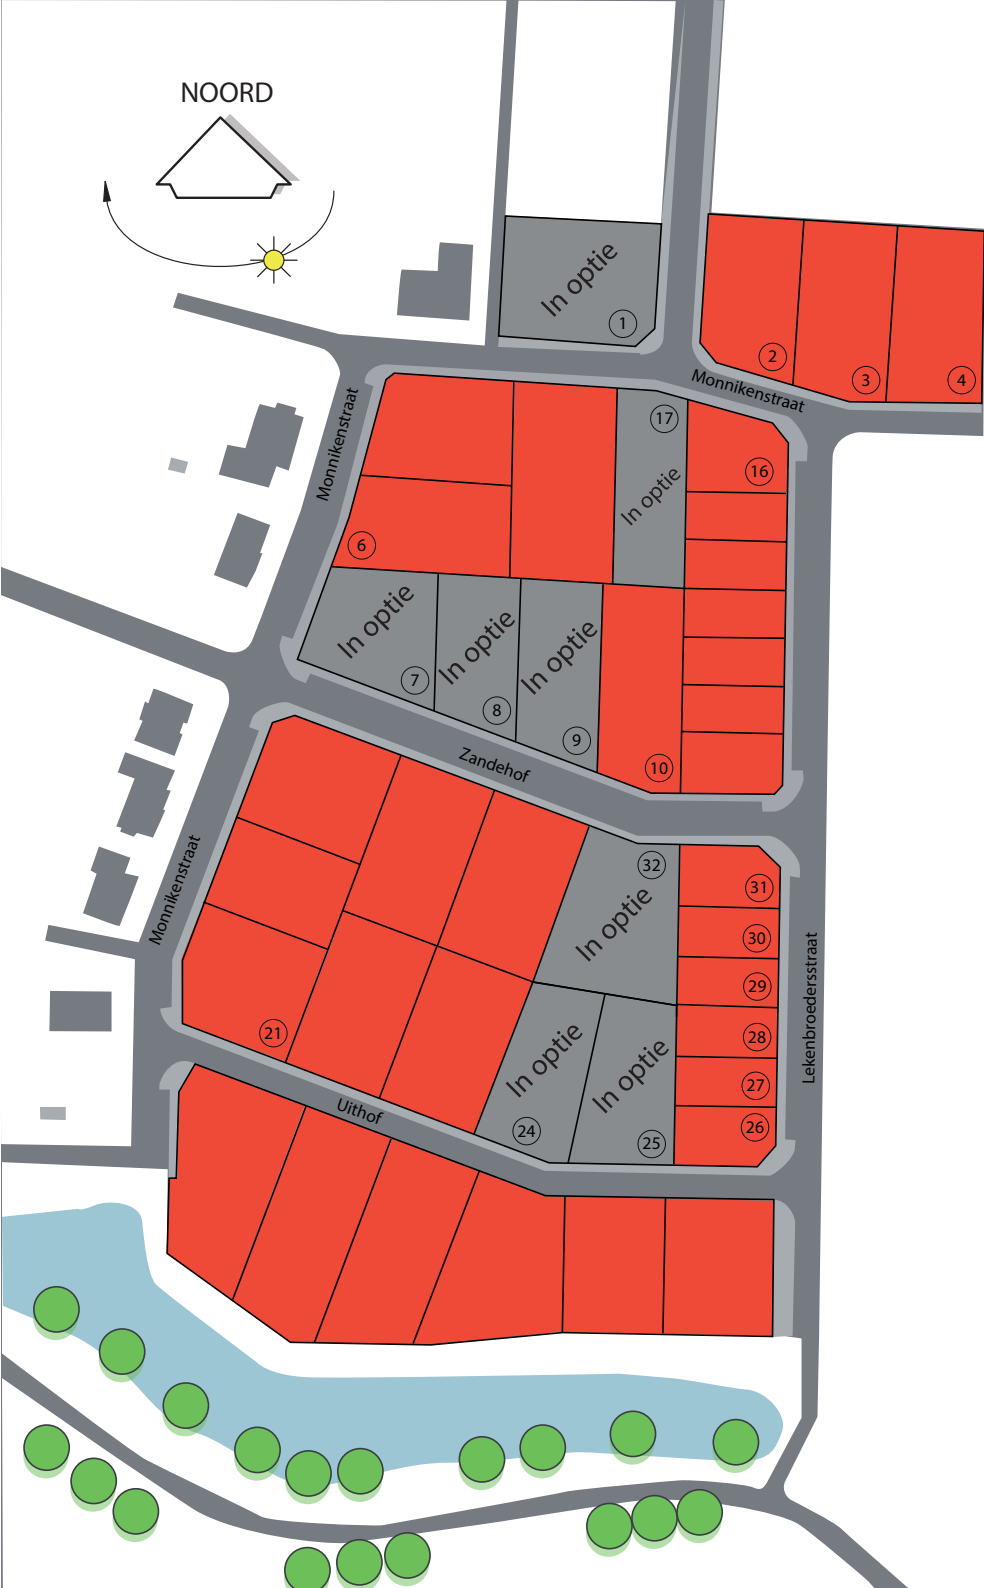 NOORD
In optie
1
2
3
4
Monnikenstraat
Monnikenstraat
17
In optie
16
6
In optie
7
In optie
8
In optie
9
10
Zandehof
Monnikenstraat
32
In optie
31
30
29
28
27
26
21
In optie
24
In optie
25
Lekenbroedersstraat
Uithof